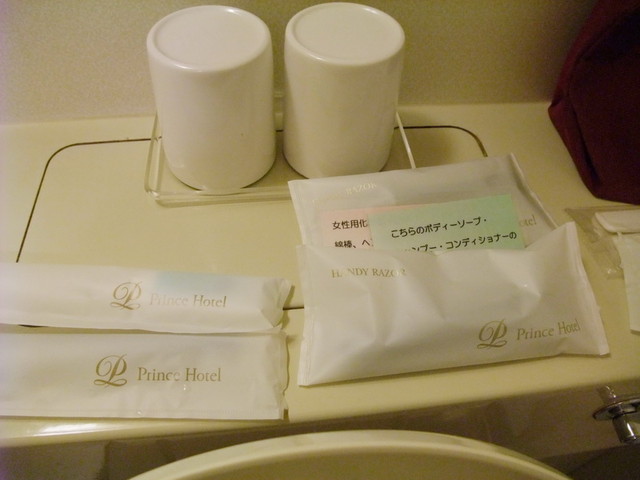 女性用化
綿棒、ヘ
こちらのボディーソープ・
ンプー・コンディショナーの
HANDY RAZOR
Prince Hotel
Prince Hotel
Prince Hotel